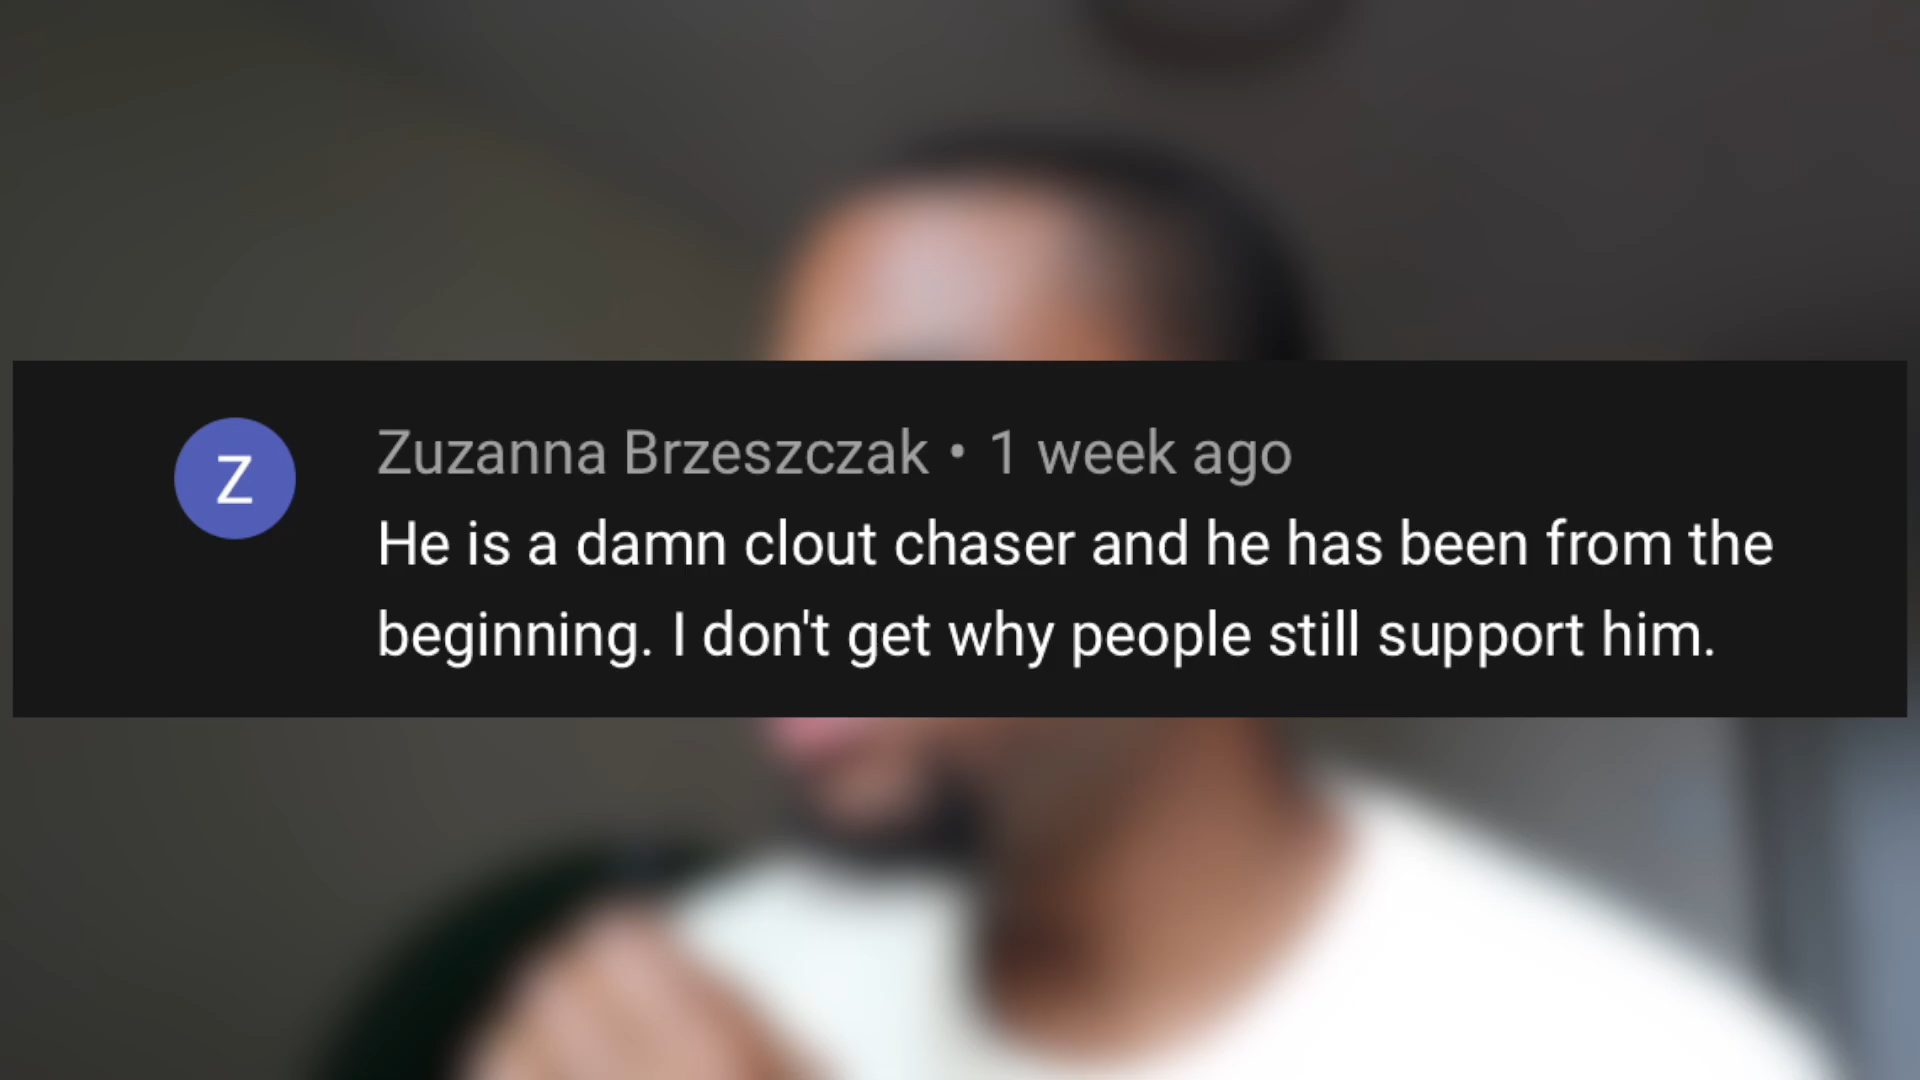 Z
Zuzanna Brzeszczak • 1 week ago
He is a damn clout chaser and he has been from the
beginning. I don't get why people still support him.